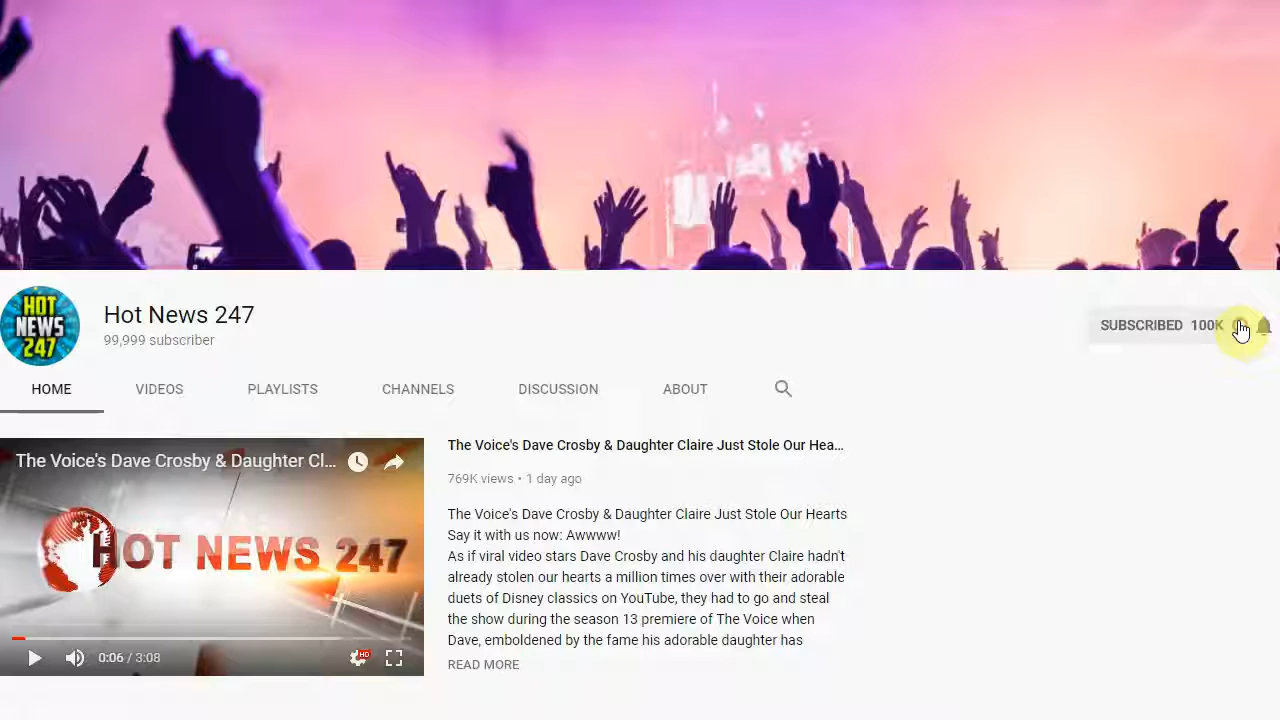 HOT
NEWS
247
Hot News 247
99,999 subscriber
SUBSCRIBED 100K
HOME
VIDEOS
PLAYLISTS
CHANNELS
DISCUSSION
ABOUT
The Voice's Dave Crosby & Daughter Cl...
HOT NEWS 247
0:06 / 3:08
HD
The Voice's Dave Crosby & Daughter Claire Just Stole Our Hea...
769K views • 1 day ago
The Voice's Dave Crosby & Daughter Claire Just Stole Our Hearts
Say it with us now: Awwww!
As if viral video stars Dave Crosby and his daughter Claire hadn't
already stolen our hearts a million times over with their adorable
duets of Disney classics on YouTube, they had to go and steal
the show during the season 13 premiere of The Voice when
Dave, emboldened by the fame his adorable daughter has
READ MORE